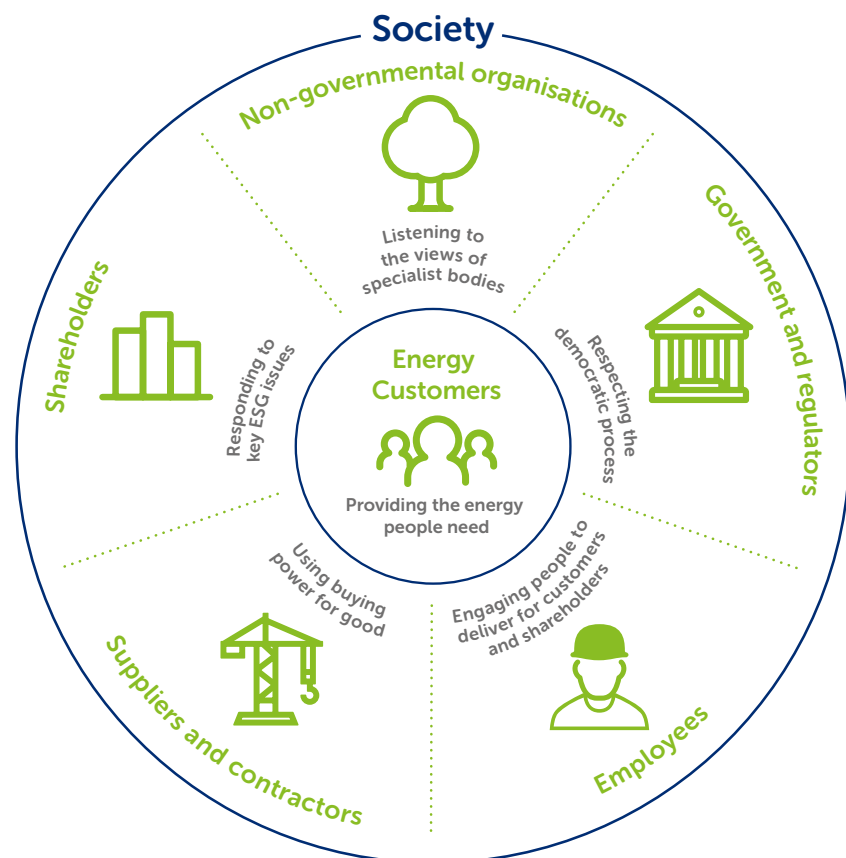 Society
Non-governmental organisations
Listening to
the views of
specialist bodies
Government and regulators
Respecting the
democratic process
Employees
Engaging people to
deliver for customers
and shareholders
Suppliers and contractors
Using buying
power for good
Shareholders
Responding to
key ESG issues
Energy
Customers
Providing the energy
people need